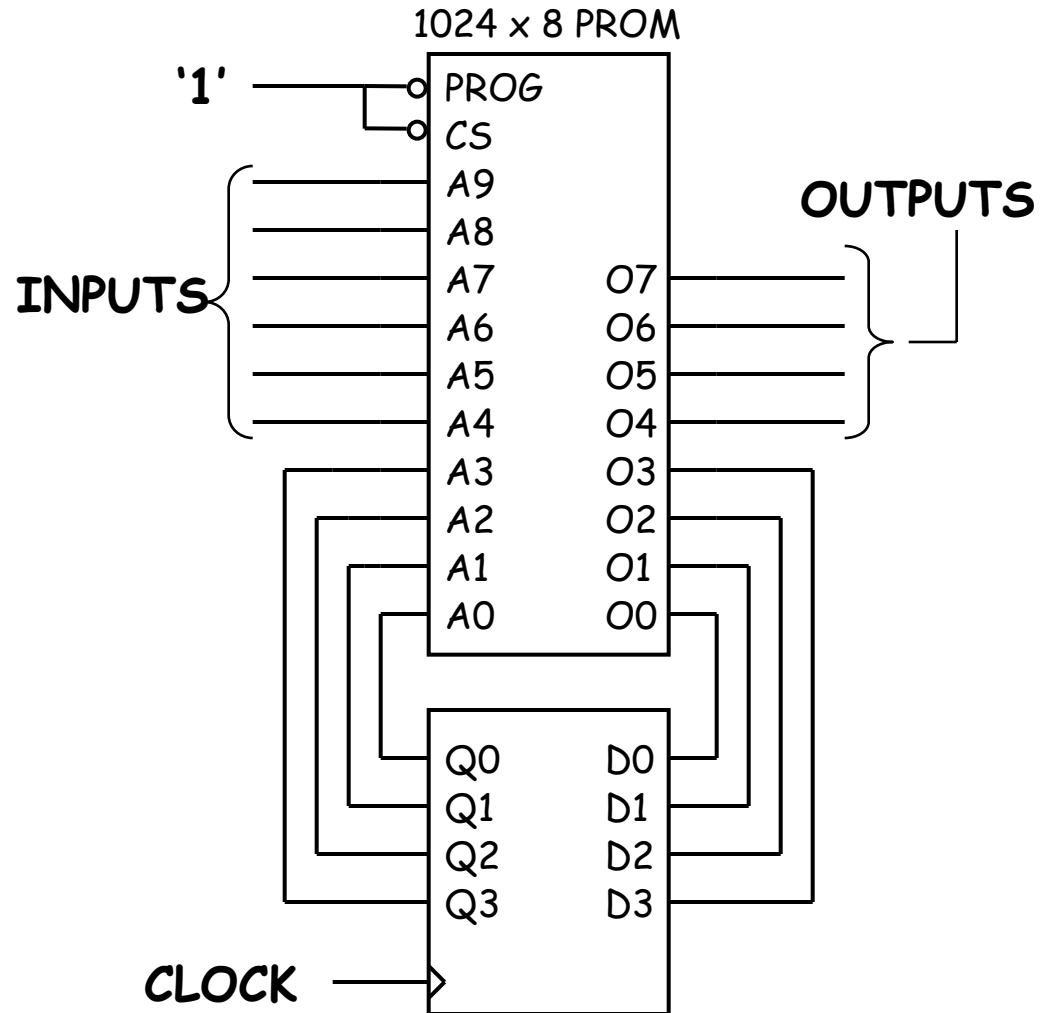 1024 x 8 PROM
‘1’
PROG
CS
A9
A8
OUTPUTS
INPUTS
A7 O7
A6 O6
A5 O5
A4 O4
A3 O3
A2 O2
A1 O1
A0 O0
Q0 D0
Q1 D1
Q2 D2
Q3 D3
CLOCK